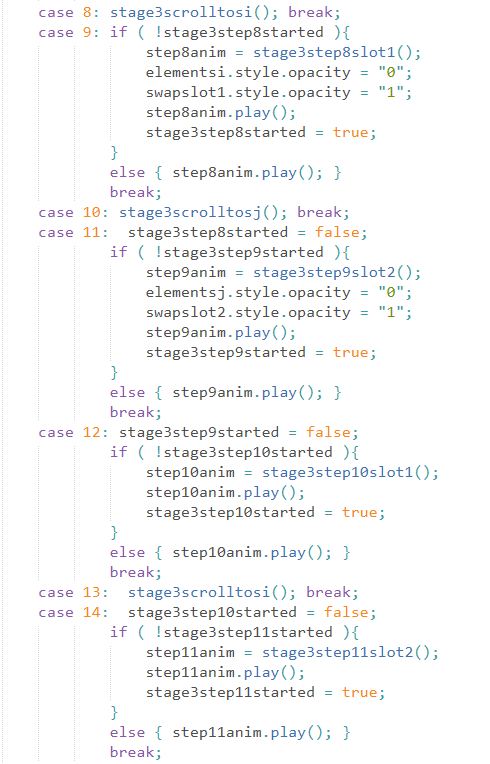 case 8: stage3scrolltosi(); break;
case 9: if ( !stage3step8started ){
step8anim = stage3step8slot1();
elementsi.style.opacity = "0";
swapslot1.style.opacity = "1";
step8anim.play();
stage3step8started = true;
}
else { step8anim.play(); }
break;
case 10: stage3scrolltosj(); break;
case 11:  stage3step8started = false;
if ( !stage3step9started ){
step9anim = stage3step9slot2();
elementsj.style.opacity = "0";
swapslot2.style.opacity = "1";
step9anim.play();
stage3step9started = true;
}
else { step9anim.play(); }
break;
case 12: stage3step9started = false;
if ( !stage3step10started ){
step10anim = stage3step10slot1();
step10anim.play();
stage3step10started = true;
}
else { step10anim.play(); }
break;
case 13:  stage3scrolltosi(); break;
case 14:  stage3step10started = false;
if ( !stage3step11started ){
step11anim = stage3step11slot2();
step11anim.play();
stage3step11started = true;
}
else { step11anim.play(); }
break;